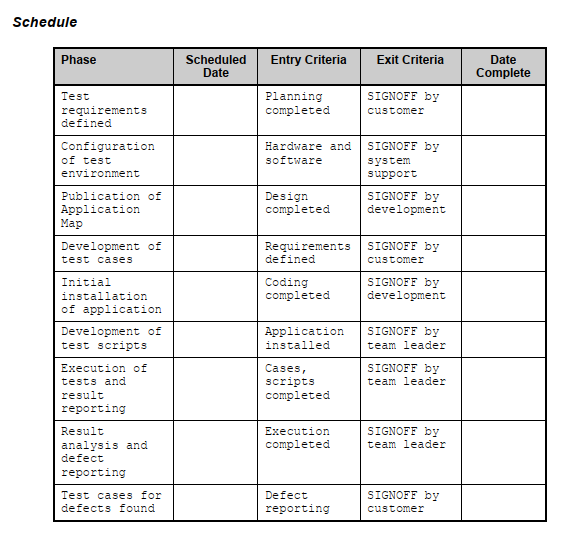 Schedule
Phase Scheduled Date Entry Criteria Exit Criteria Date Complete
Test requirements defined Planning completed SIGNOFF by customer
Configuration of test environment Hardware and software SIGNOFF by system support
Publication of Application Map Design completed SIGNOFF by development
Development of test cases Requirements defined SIGNOFF by customer
Initial installation of application Coding completed SIGNOFF by development
Development of test scripts Application installed SIGNOFF by team leader
Execution of tests and result reporting Cases, scripts completed SIGNOFF by team leader
Result analysis and defect reporting Execution completed SIGNOFF by team leader
Test cases for defects found Defect reporting SIGNOFF by customer